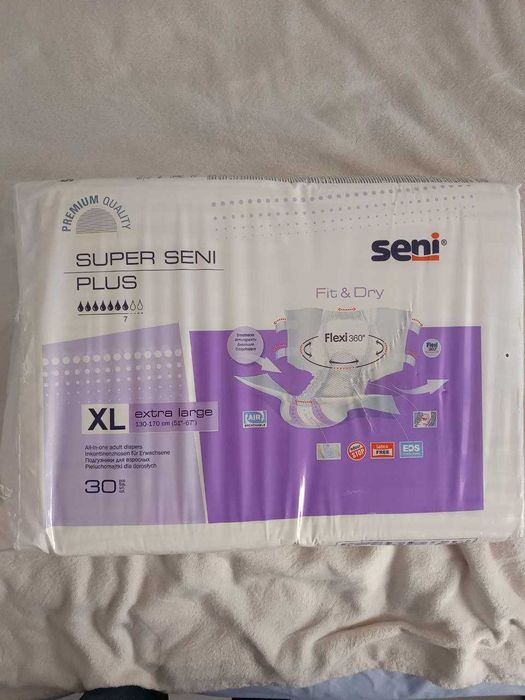 PREMIUM QUALITY
SUPER SENI
PLUS
7
seni®
Fit & Dry
Flexi 360°
XL extra large
130-170 cm (51"-67")
All-in-one adult diapers
Inkontinenzhosen für Erwachsene
Подгузники для взрослых
Pieluchomajtki dla dorosłych
30
AIR
BREATHABLE
STOP
latex
FREE
EDS